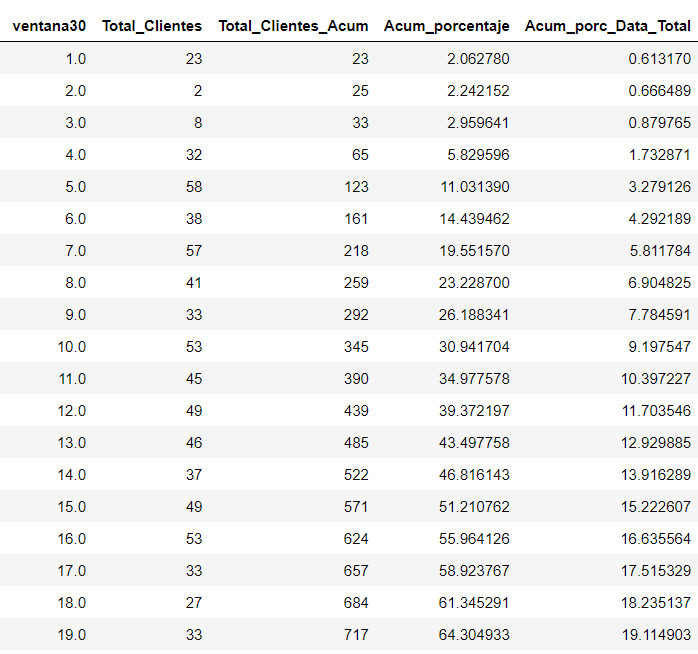 ventana30 Total_Clientes Total_Clientes_Acum Acum_porcentaje Acum_porc_Data_Total
1.0 23 23 2.062780 0.613170
2.0 2 25 2.242152 0.666489
3.0 8 33 2.959641 0.879765
4.0 32 65 5.829596 1.732871
5.0 58 123 11.031390 3.279126
6.0 38 161 14.439462 4.292189
7.0 57 218 19.551570 5.811784
8.0 41 259 23.228700 6.904825
9.0 33 292 26.188341 7.784591
10.0 53 345 30.941704 9.197547
11.0 45 390 34.977578 10.397227
12.0 49 439 39.372197 11.703546
13.0 46 485 43.497758 12.929885
14.0 37 522 46.816143 13.916289
15.0 49 571 51.210762 15.222607
16.0 53 624 55.964126 16.635564
17.0 33 657 58.923767 17.515329
18.0 27 684 61.345291 18.235137
19.0 33 717 64.304933 19.114903